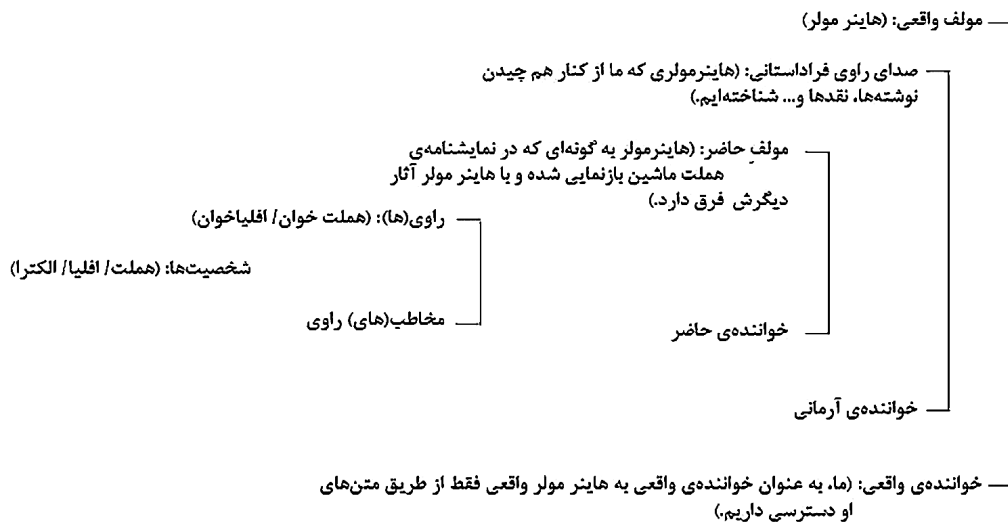 مولف واقعی: (هاینر مولر)
صدای راوی فراداستانی: (هاینرمولری که ما از کنار هم چیدن
نوشته‌ها، نقدها و... شناخته‌ایم.)
مولفِ حاضر: (هاینرمولر به گونه‌ای که در نمایشنامه‌ی
هملت ماشین بازنمایی شده و با هاینر مولر آثار
دیگرش فرق دارد.)
راوی(ها): (هملت خوان/ افلیاخوان)
شخصیت‌ها: (هملت/ افلیا/ الکترا)
مخاطب(های) راوی
خواننده‌ی حاضر
خواننده‌ی آرمانی
خواننده‌ی واقعی: (ما، به عنوان خواننده‌ی واقعی به هاینر مولر واقعی فقط از طریق متن‌های
او دسترسی داریم.)